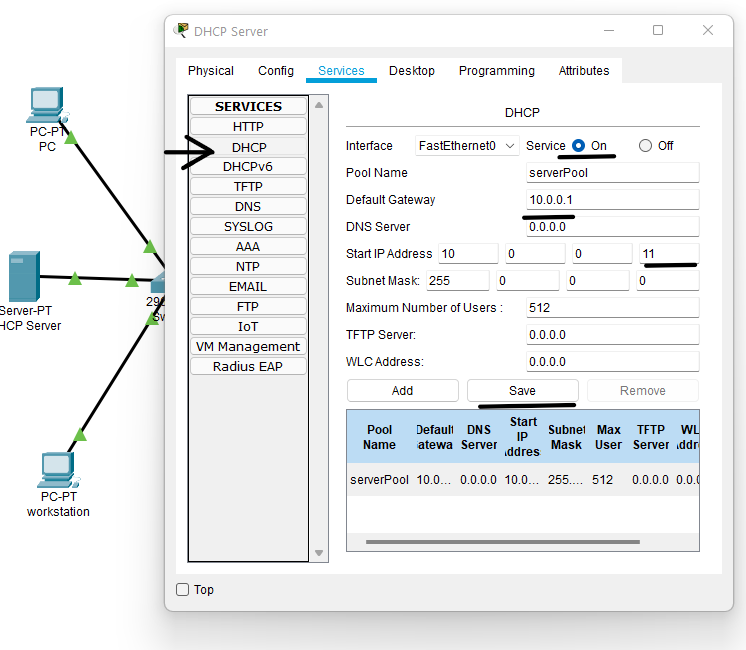 DHCP Server
Physical Config Services Desktop Programming Attributes
SERVICES
HTTP
DHCP
DHCPv6
TFTP
DNS
SYSLOG
AAA
NTP
EMAIL
FTP
IoT
VM Management
Radius EAP
DHCP
Interface FastEthernet0 Service On Off
Pool Name serverPool
Default Gateway 10.0.0.1
DNS Server 0.0.0.0
Start IP Address 10 0 0 11
Subnet Mask: 255 0 0 0
Maximum Number of Users : 512
TFTP Server: 0.0.0.0
WLC Address: 0.0.0.0
Add Save Remove
Pool Name Default Gatewa DNS Server Start IP Addres Subnet Mask Max User TFTP Server WL Addre
serverPool 10.0... 0.0.0.0 10.0... 255.... 512 0.0.0.0 0.0.0
Top
PC-PT
PC
Server-PT
HCP Server
PC-PT
workstation